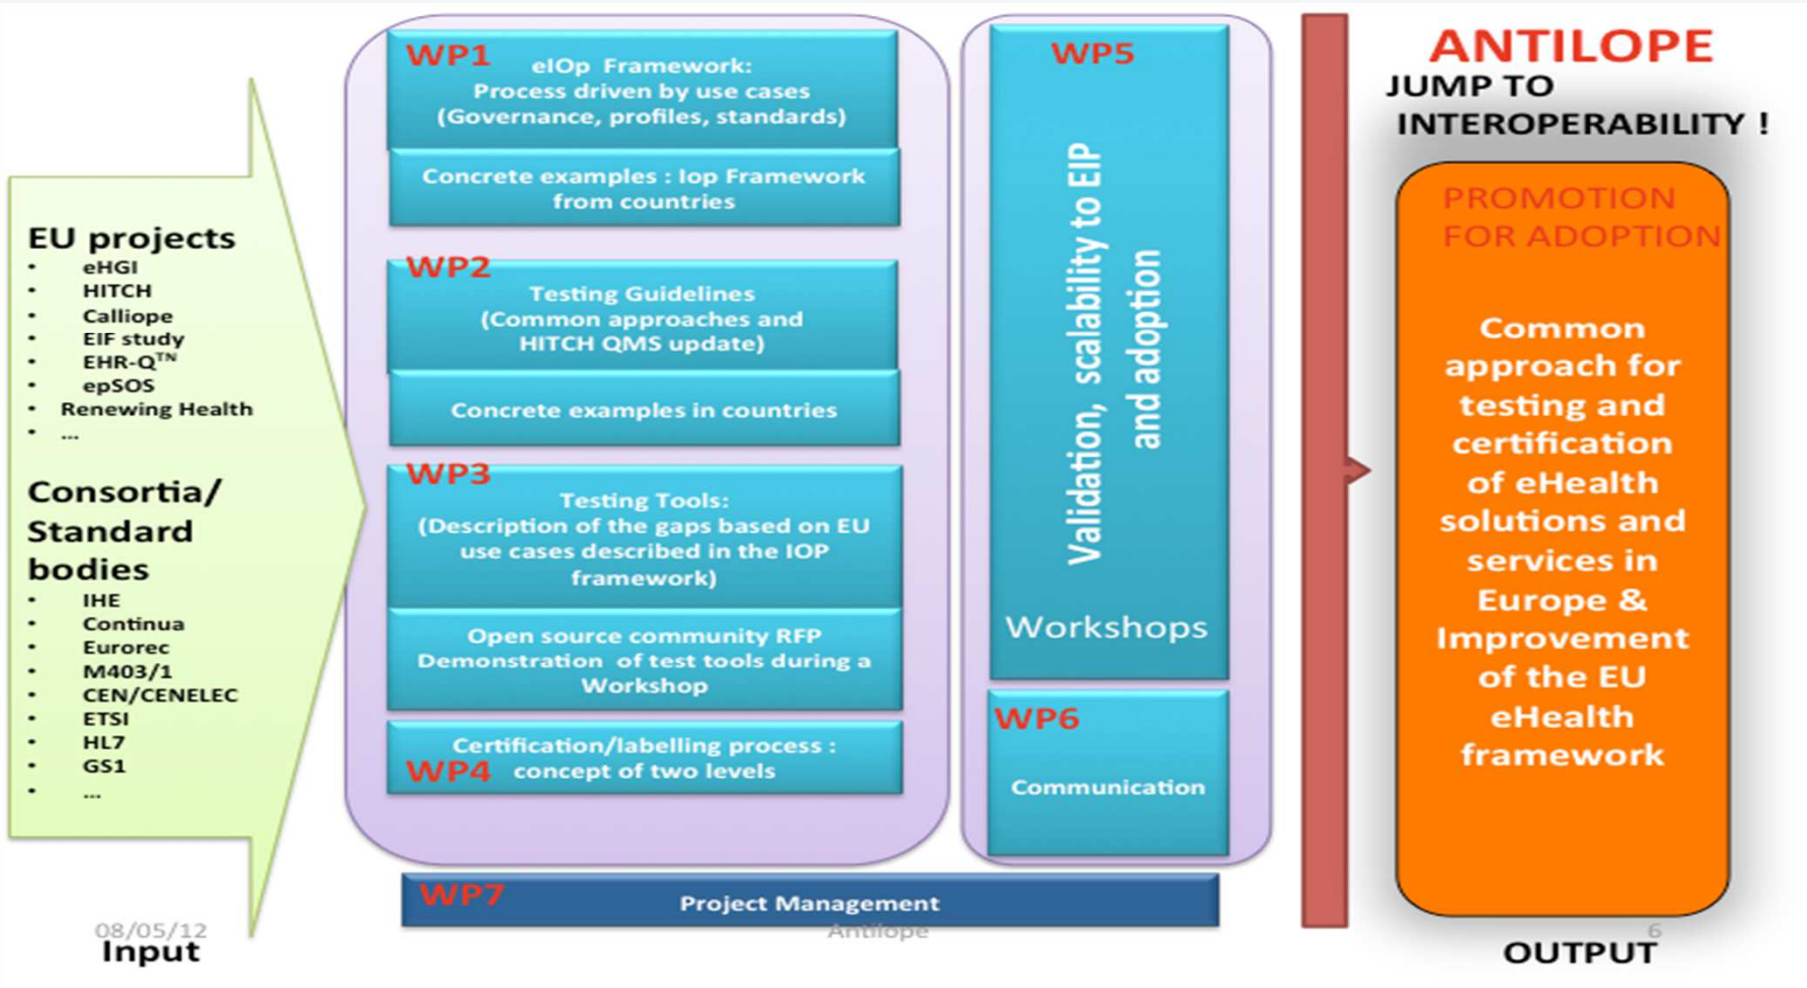 EU projects
• eHGI
• HITCH
• Calliope
• EIF study
• EHR-Qᵀᴺ
• epSOS
• Renewing Health
• ...
Consortia/
Standard
bodies
• IHE
• Continua
• Eurorec
• M403/1
• CEN/CENELEC
• ETSI
• HL7
• GS1
• ...
08/05/12
Input
WP1
eIOp Framework:
Process driven by use cases
(Governance, profiles, standards)
Concrete examples : Iop Framework
from countries
WP2
Testing Guidelines
(Common approaches and
HITCH QMS update)
Concrete examples in countries
WP3
Testing Tools:
(Description of the gaps based on EU
use cases described in the IOP
framework)
Open source community RFP
Demonstration of test tools during a
Workshop
WP4
Certification/labelling process :
concept of two levels
WP5
Validation, scalability to EIP
and adoption
Workshops
WP6
Communication
WP7
Project Management
Antilope
ANTILOPE
JUMP TO
INTEROPERABILITY !
PROMOTION
FOR ADOPTION
Common
approach for
testing and
certification
of eHealth
solutions and
services in
Europe &
Improvement
of the EU
eHealth
framework
6
OUTPUT